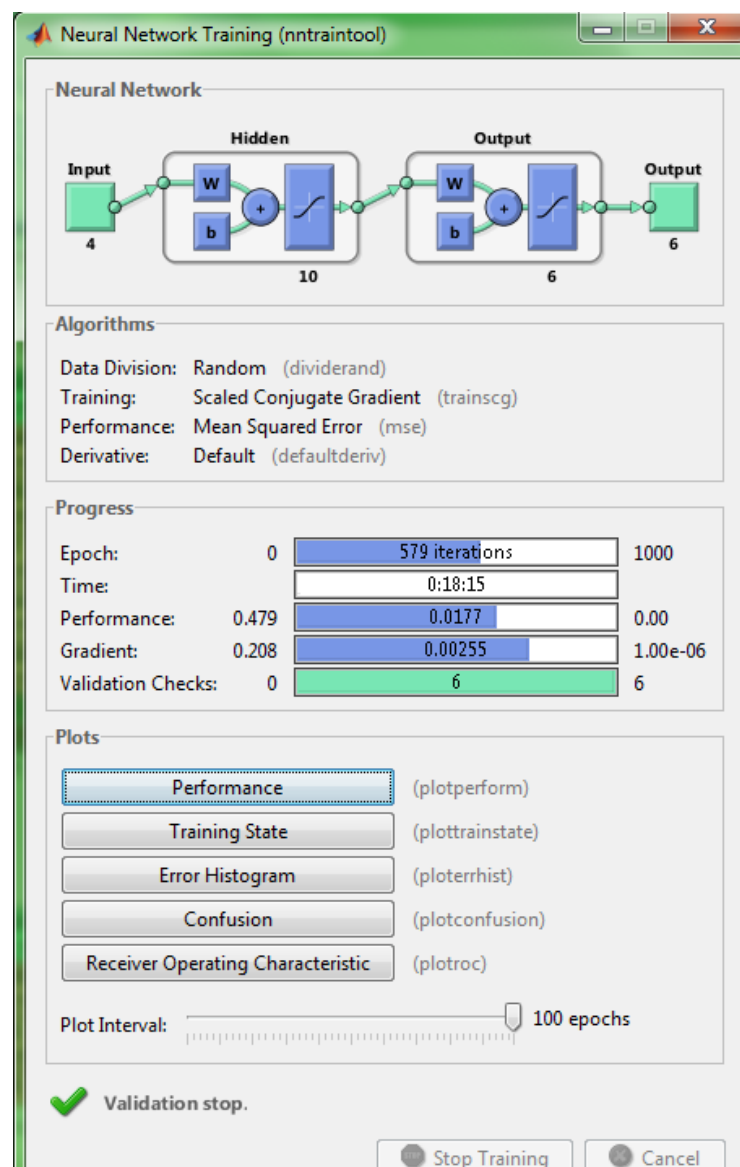 Neural Network Training (nntraintool)
Neural Network
Hidden Output
Input W b + W b + Output
4 10 6 6
Algorithms
Data Division: Random (dividerand)
Training: Scaled Conjugate Gradient (trainscg)
Performance: Mean Squared Error (mse)
Derivative: Default (defaultderiv)
Progress
Epoch: 0 579 iterations 1000
Time: 0:18:15
Performance: 0.479 0.0177 0.00
Gradient: 0.208 0.00255 1.00e-06
Validation Checks: 0 6 6
Plots
Performance (plotperform)
Training State (plottrainstate)
Error Histogram (ploterrhist)
Confusion (plotconfusion)
Receiver Operating Characteristic (plotroc)
Plot Interval: 100 epochs
Validation stop.
Stop Training Cancel